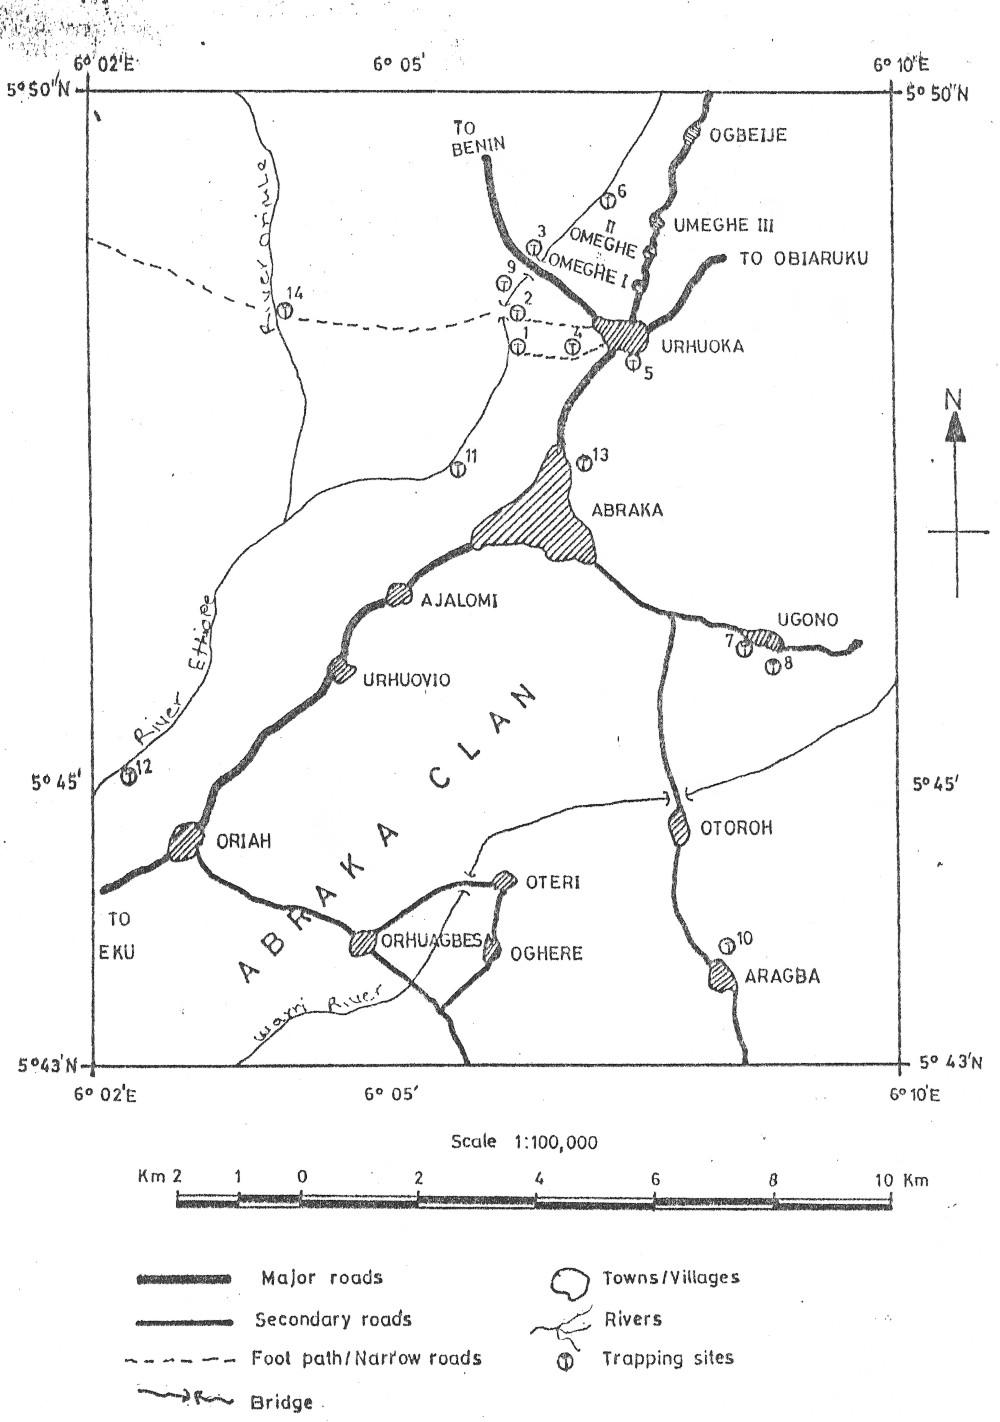 6° 02'E 6° 05' 6° 10'E
5° 50"N 5° 50"N
TO
BENIN
OGBEIJE
River Oriule
6
II
OMEGHE
UMEGHE III
3
OMEGHE I
TO OBIARUKU
9
14
2
1
4
URHUOKA
5
N
11
13
ABRAKA
AJALOMI
UGONO
7
8
URHUOVIO
River Ethiope
12
5° 45' 5° 45'
ABRAKA CLAN
ORIAH
OTOROH
OTERI
TO
EKU
ORHUAGBESA
OGHERE
10
ARAGBA
Warri River
5° 43'N 5° 43'N
6° 02'E 6° 05' 6° 10'E
Scale 1:100,000
Km 2 1 0 2 4 6 8 10 Km
Major roads
Secondary roads
Foot path/Narrow roads
Bridge
Towns/Villages
Rivers
Trapping sites